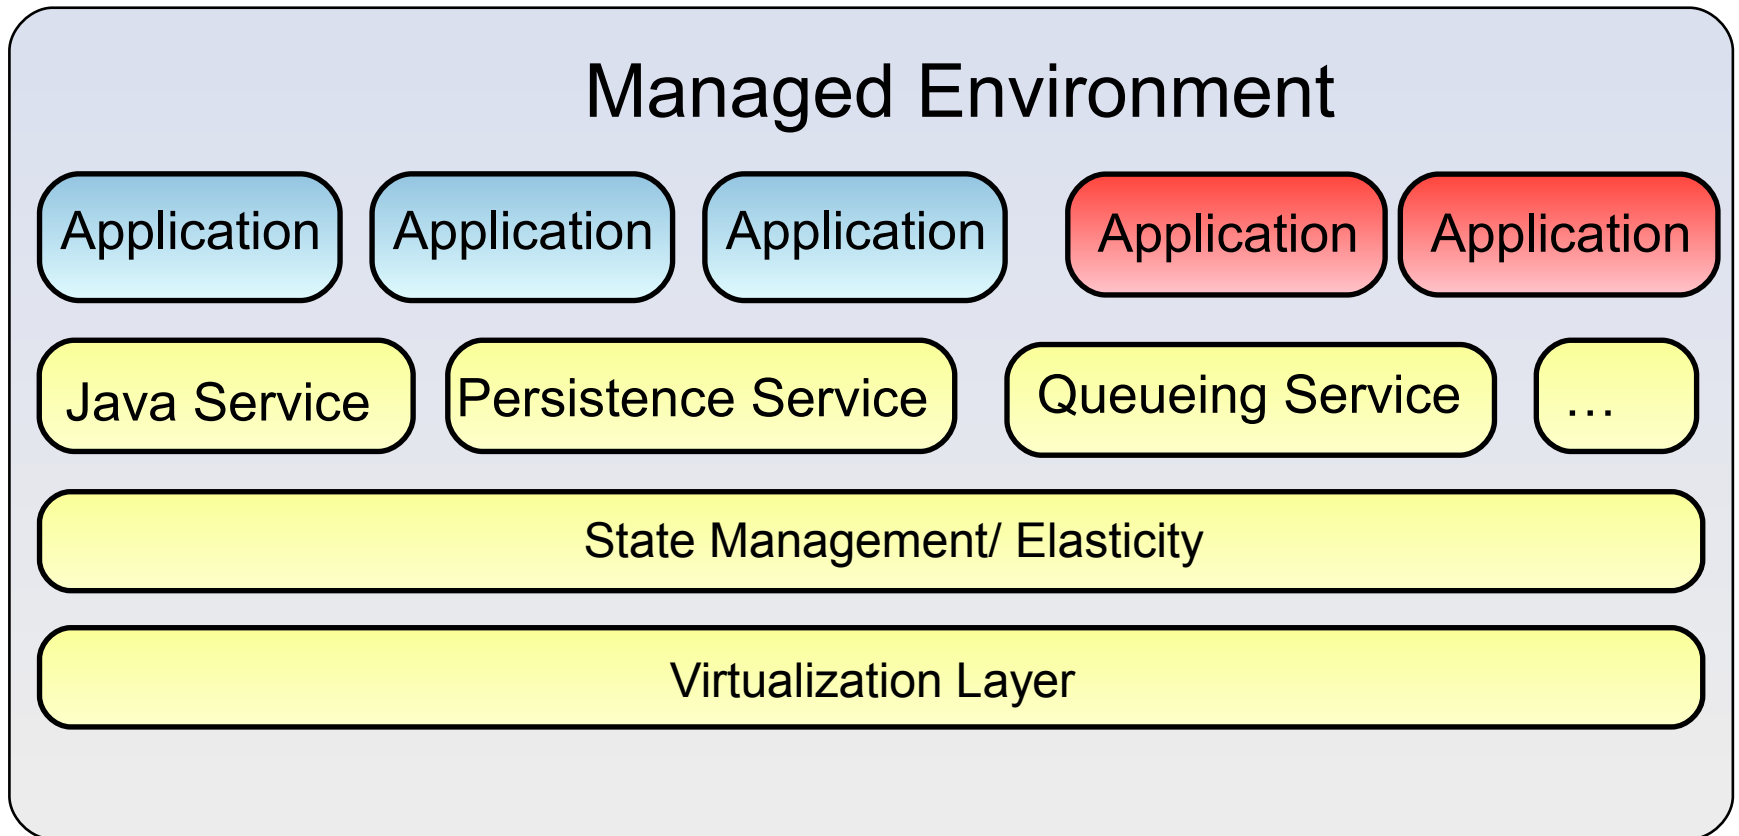 Managed Environment
Application Application Application Application Application
Java Service Persistence Service Queueing Service ...
State Management/ Elasticity
Virtualization Layer